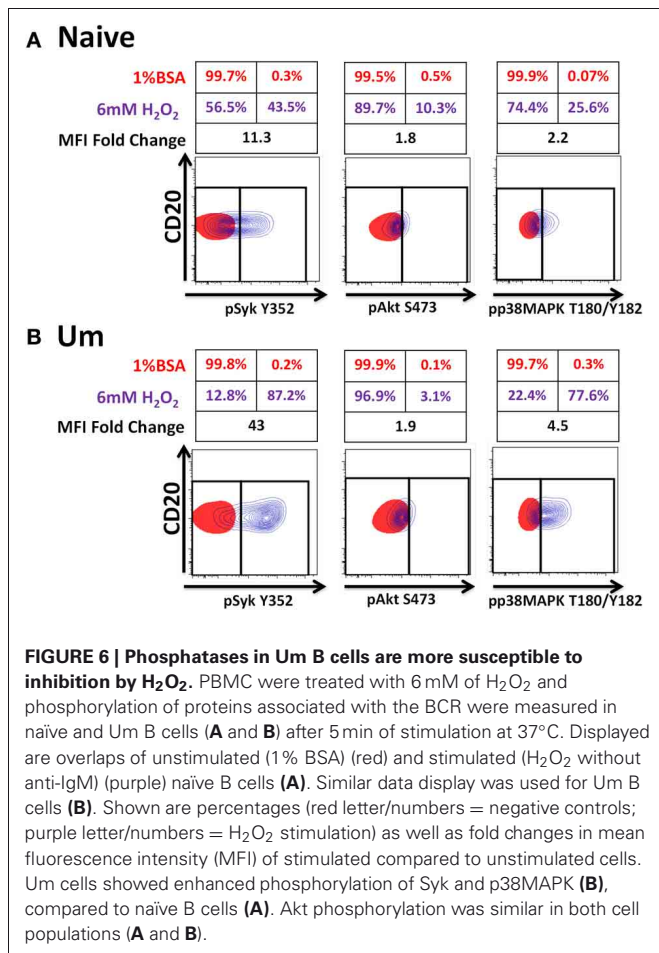 A Naive
1%BSA 99.7% 0.3% 99.5% 0.5% 99.9% 0.07%
6mM H₂O₂ 56.5% 43.5% 89.7% 10.3% 74.4% 25.6%
MFI Fold Change 11.3 1.8 2.2
CD20
pSyk Y352 pAkt S473 pp38MAPK T180/Y182
B Um
1%BSA 99.8% 0.2% 99.9% 0.1% 99.7% 0.3%
6mM H₂O₂ 12.8% 87.2% 96.9% 3.1% 22.4% 77.6%
MFI Fold Change 43 1.9 4.5
CD20
pSyk Y352 pAkt S473 pp38MAPK T180/Y182
FIGURE 6 | Phosphatases in Um B cells are more susceptible to
inhibition by H₂O₂. PBMC were treated with 6 mM of H₂O₂ and
phosphorylation of proteins associated with the BCR were measured in
naïve and Um B cells (A and B) after 5 min of stimulation at 37°C. Displayed
are overlaps of unstimulated (1% BSA) (red) and stimulated (H₂O₂ without
anti-IgM) (purple) naïve B cells (A). Similar data display was used for Um B
cells (B). Shown are percentages (red letter/numbers = negative controls;
purple letter/numbers = H₂O₂ stimulation) as well as fold changes in mean
fluorescence intensity (MFI) of stimulated compared to unstimulated cells.
Um cells showed enhanced phosphorylation of Syk and p38MAPK (B),
compared to naïve B cells (A). Akt phosphorylation was similar in both cell
populations (A and B).